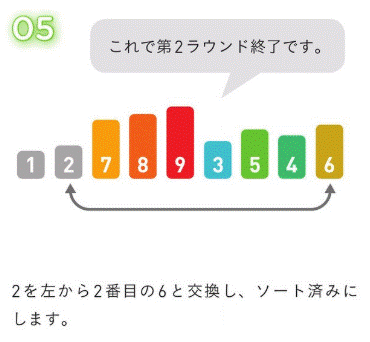 05
これで第2ラウンド終了です。
1 2 7 8 9 3 5 4 6
2を左から2番目の6と交換し、ソート済みに
します。